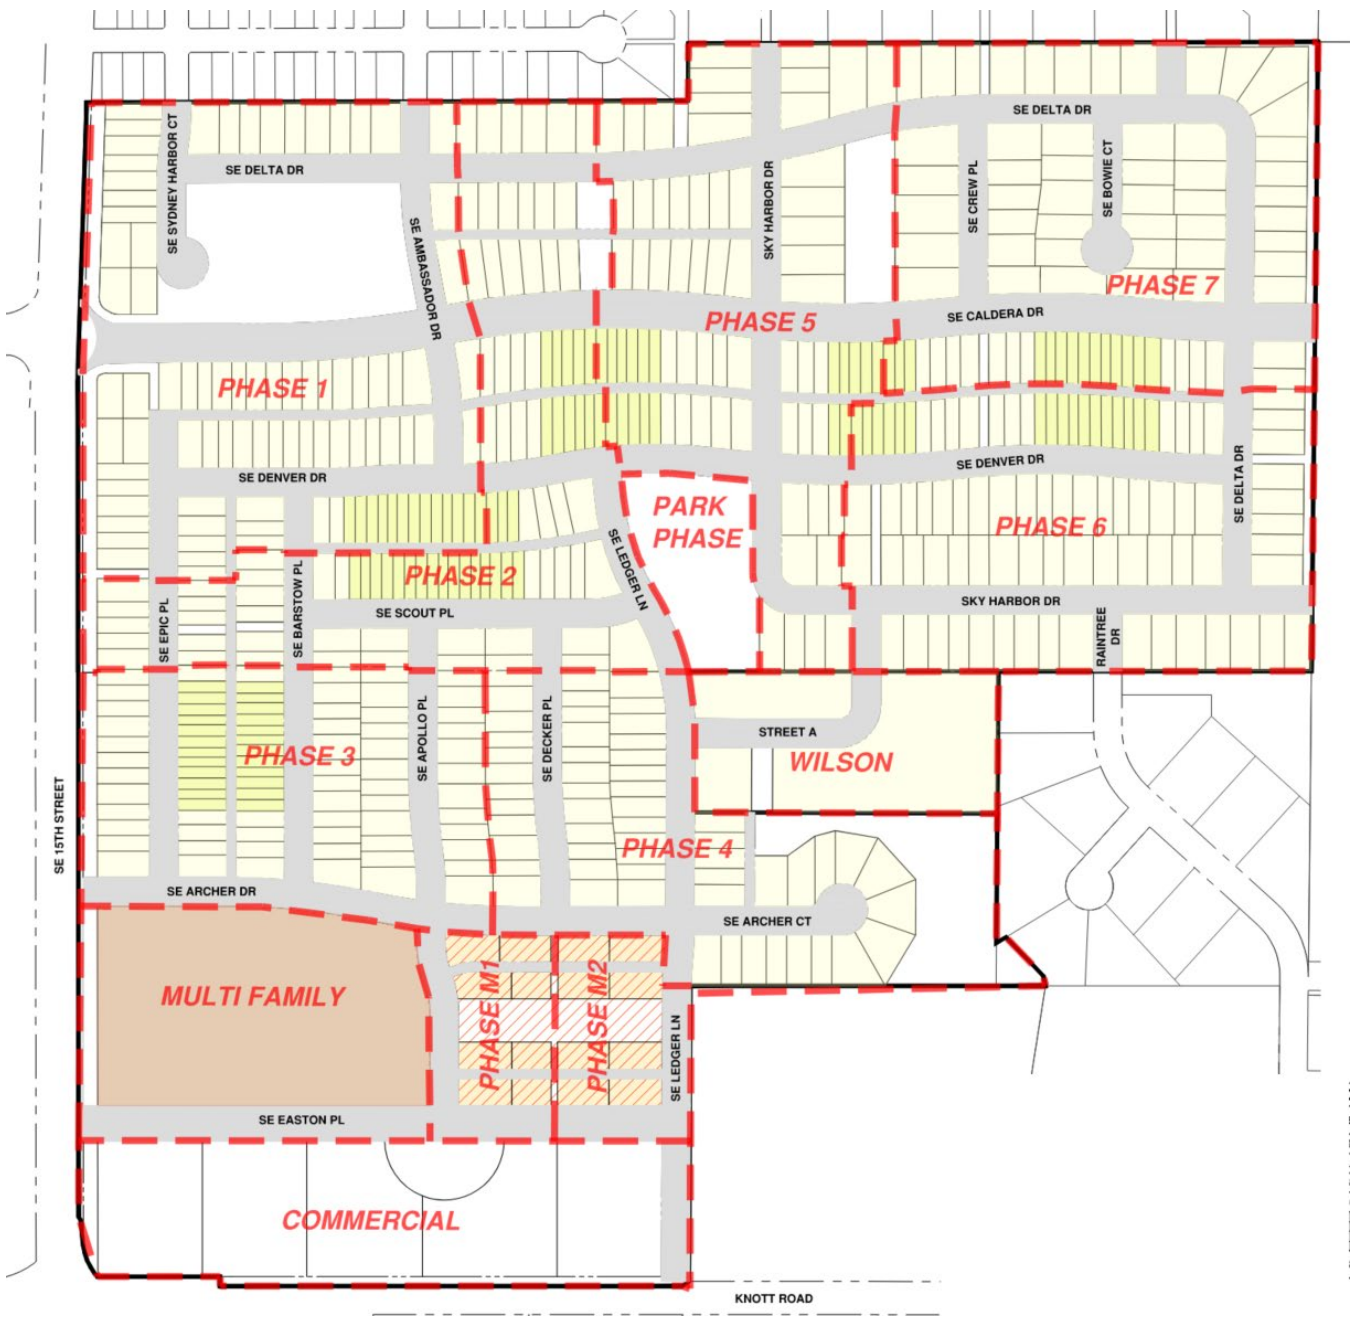 SE DELTA DR
SE SYDNEY HARBOR CT
SE DELTA DR
SE CREW PL
SE BOWIE CT
SKY HARBOR DR
SE AMBASSADOR DR
PHASE 7
SE CALDERA DR
PHASE 5
PHASE 1
SE DENVER DR
SE DENVER DR
SE DELTA DR
PARK
PHASE
PHASE 6
SE LEDGER LN
PHASE 2
SE SCOUT PL
SKY HARBOR DR
SE EPIC PL
SE BARSTOW PL
RAINTREE
DR
SE APOLLO PL
SE DECKER PL
STREET A
PHASE 3
WILSON
SE 15TH STREET
PHASE 4
SE ARCHER DR
SE ARCHER CT
MULTI FAMILY
PHASE M1
PHASE M2
SE LEDGER LN
SE EASTON PL
COMMERCIAL
KNOTT ROAD